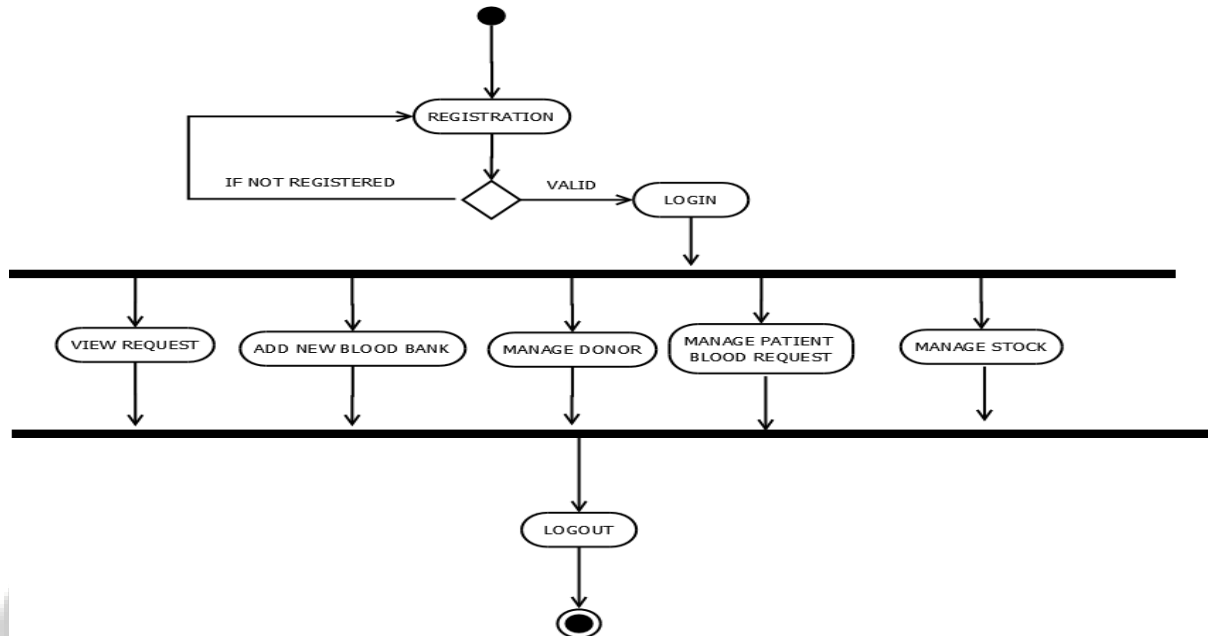 REGISTRATION
IF NOT REGISTERED
VALID
LOGIN
VIEW REQUEST
ADD NEW BLOOD BANK
MANAGE DONOR
MANAGE PATIENT
BLOOD REQUEST
MANAGE STOCK
LOGOUT